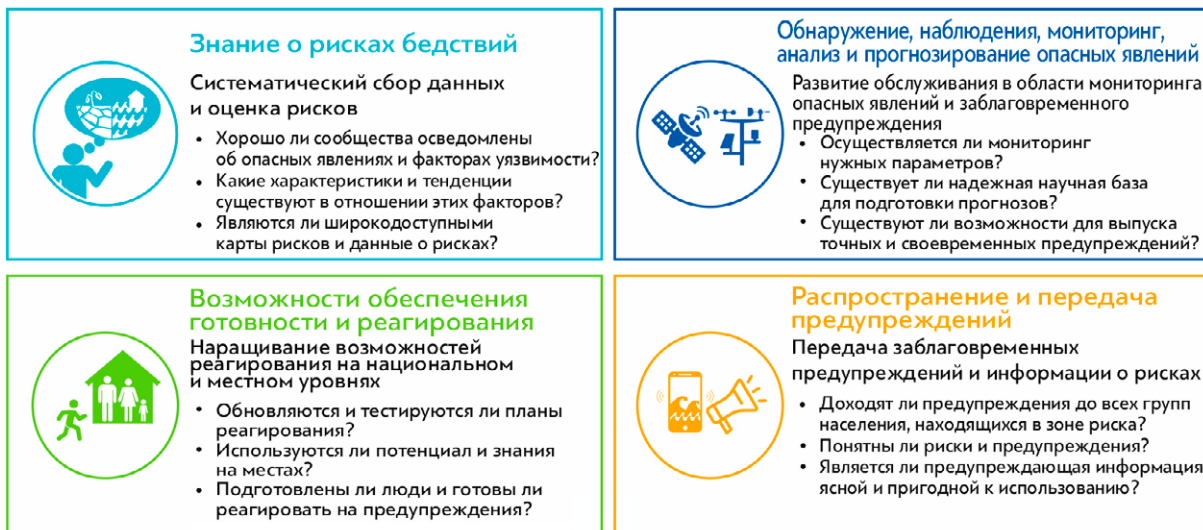 Знание о рисках бедствий
Систематический сбор данных
и оценка рисков
• Хорошо ли сообщества осведомлены
об опасных явлениях и факторах уязвимости?
• Какие характеристики и тенденции
существуют в отношении этих факторов?
• Являются ли широкодоступными
карты рисков и данные о рисках?
Обнаружение, наблюдения, мониторинг,
анализ и прогнозирование опасных явлений
Развитие обслуживания в области мониторинга
опасных явлений и заблаговременного
предупреждения
• Осуществляется ли мониторинг
нужных параметров?
• Существует ли надежная научная база
для подготовки прогнозов?
• Существуют ли возможности для выпуска
точных и своевременных предупреждений?
Возможности обеспечения
готовности и реагирования
Наращивание возможностей
реагирования на национальном
и местном уровнях
• Обновляются и тестируются ли планы
реагирования?
• Используются ли потенциал и знания
на местах?
• Подготовлены ли люди и готовы ли
реагировать на предупреждения?
Распространение и передача
предупреждений
Передача заблаговременных
предупреждений и информации о рисках
• Доходят ли предупреждения до всех групп
населения, находящихся в зоне риска?
• Понятны ли риски и предупреждения?
• Является ли предупреждающая информация
ясной и пригодной к использованию?